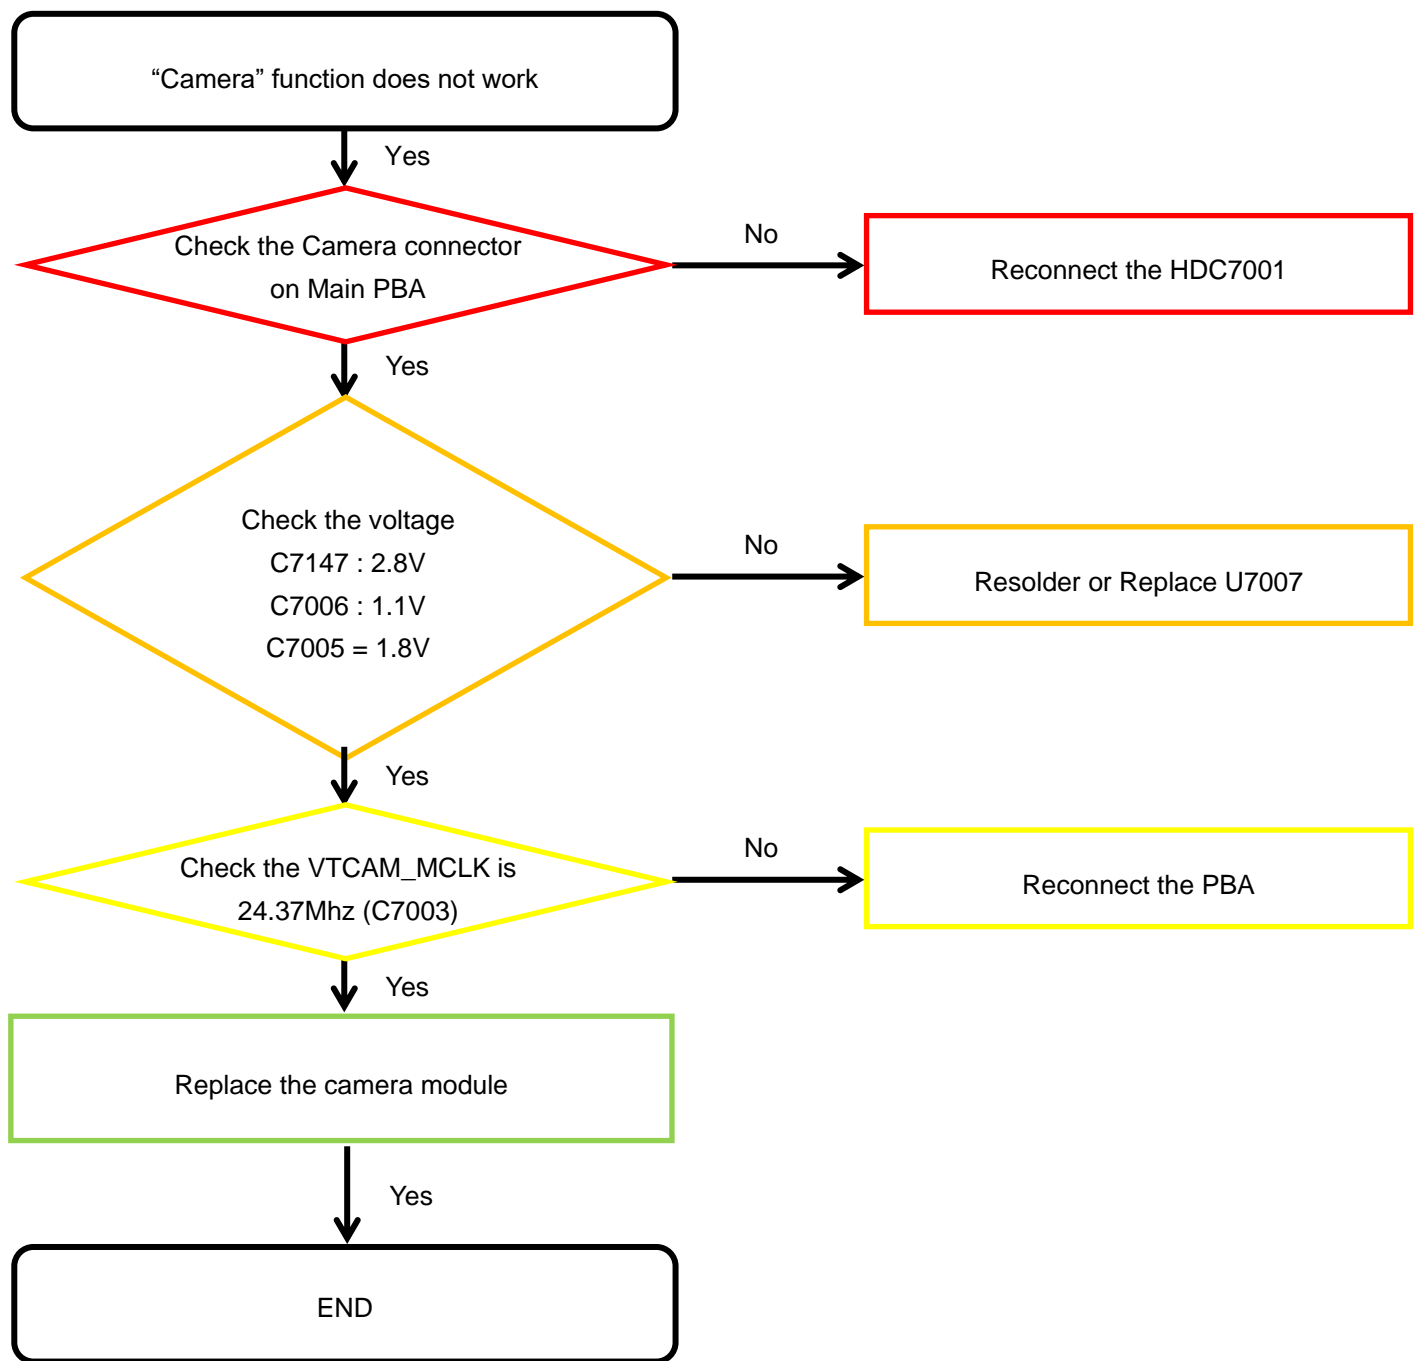 “Camera” function does not work
Yes
Check the Camera connector
on Main PBA
No
Reconnect the HDC7001
Yes
Check the voltage
C7147 : 2.8V
C7006 : 1.1V
C7005 = 1.8V
No
Resolder or Replace U7007
Yes
Check the VTCAM_MCLK is
24.37Mhz (C7003)
No
Reconnect the PBA
Yes
Replace the camera module
Yes
END